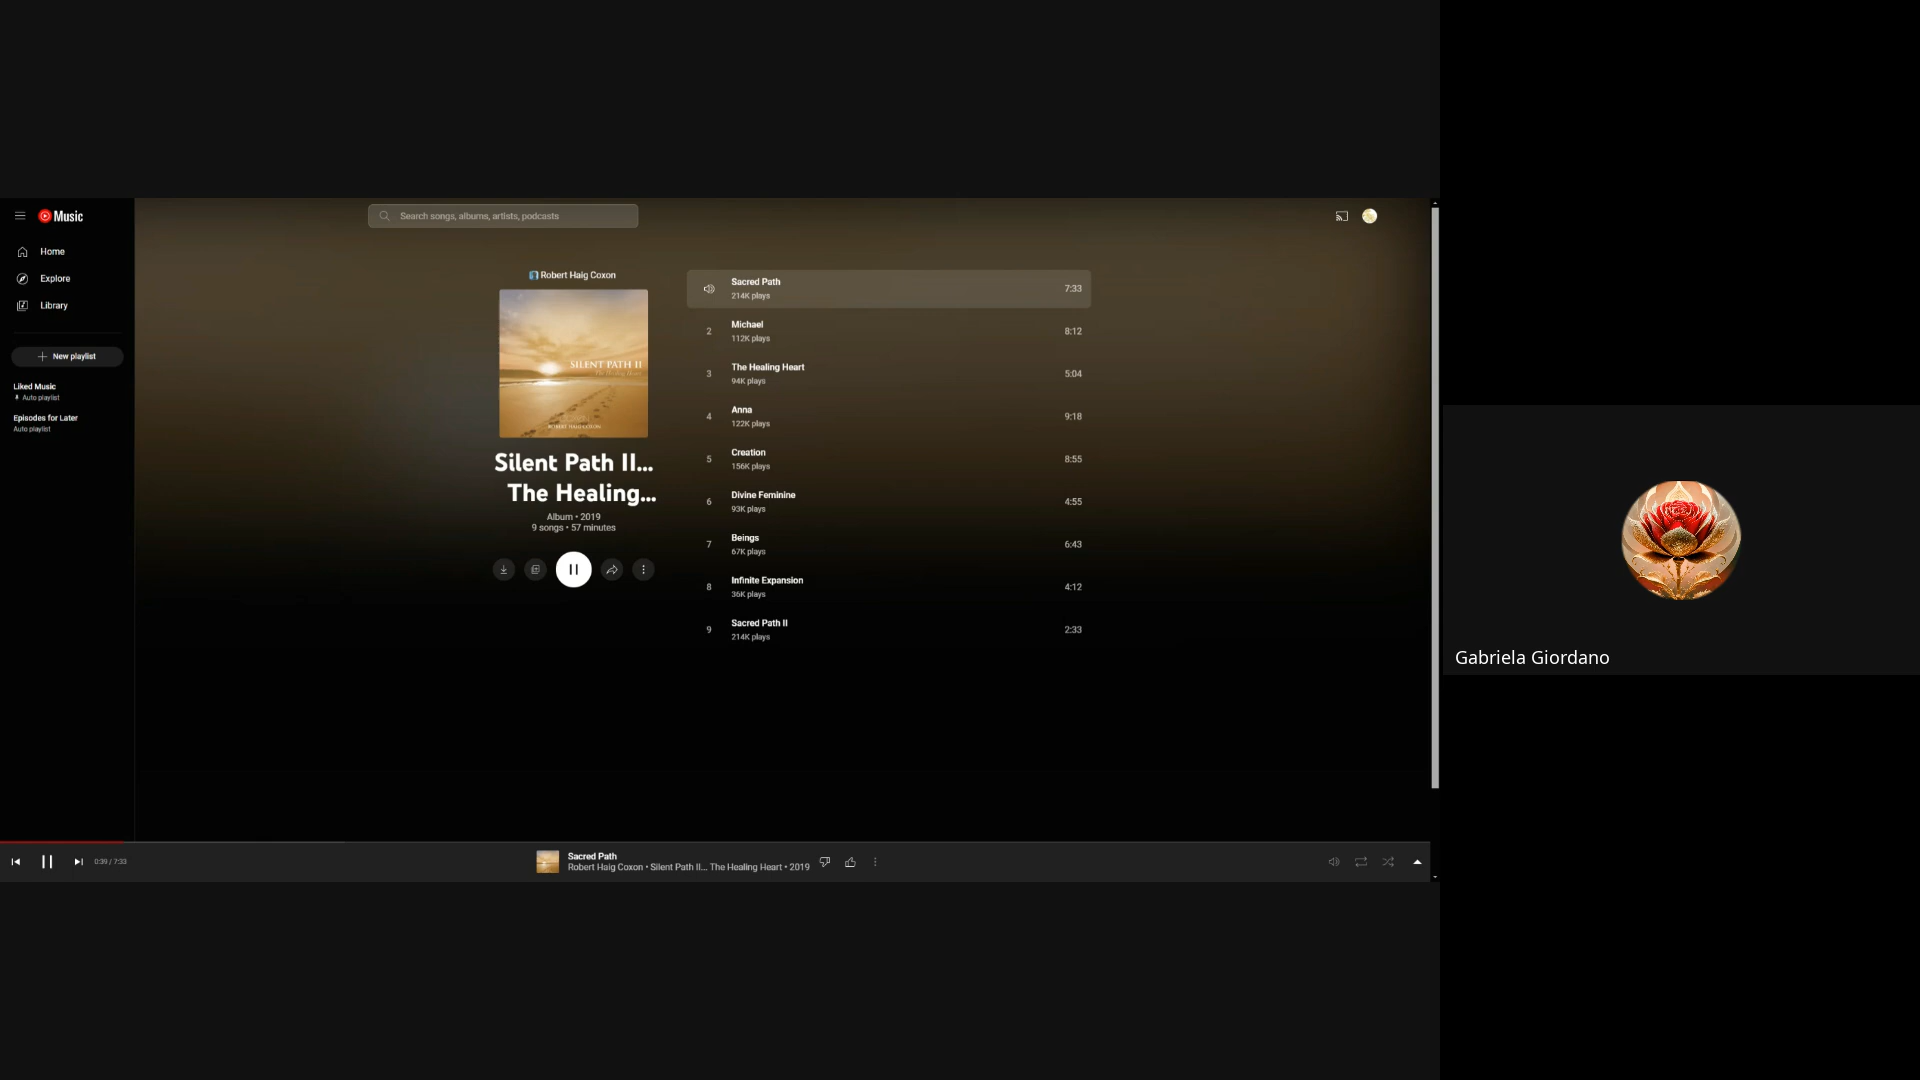 Music
Search songs, albums, artists, podcasts
Home
Explore
Library
New playlist
Liked Music
Auto playlist
Episodes for Later
Auto playlist
Robert Haig Coxon
SILENT PATH II
The Healing Heart
ROBERT HAIG COXON
Silent Path II...
The Healing...
Album • 2019
9 songs • 57 minutes
Sacred Path
214K plays
7:33
2
Michael
112K plays
8:12
3
The Healing Heart
94K plays
5:04
4
Anna
122K plays
9:18
5
Creation
156K plays
8:55
6
Divine Feminine
93K plays
4:55
7
Beings
67K plays
6:43
8
Infinite Expansion
36K plays
4:12
9
Sacred Path II
214K plays
2:33
0:39 / 7:33
Sacred Path
Robert Haig Coxon • Silent Path II... The Healing Heart • 2019
Gabriela Giordano